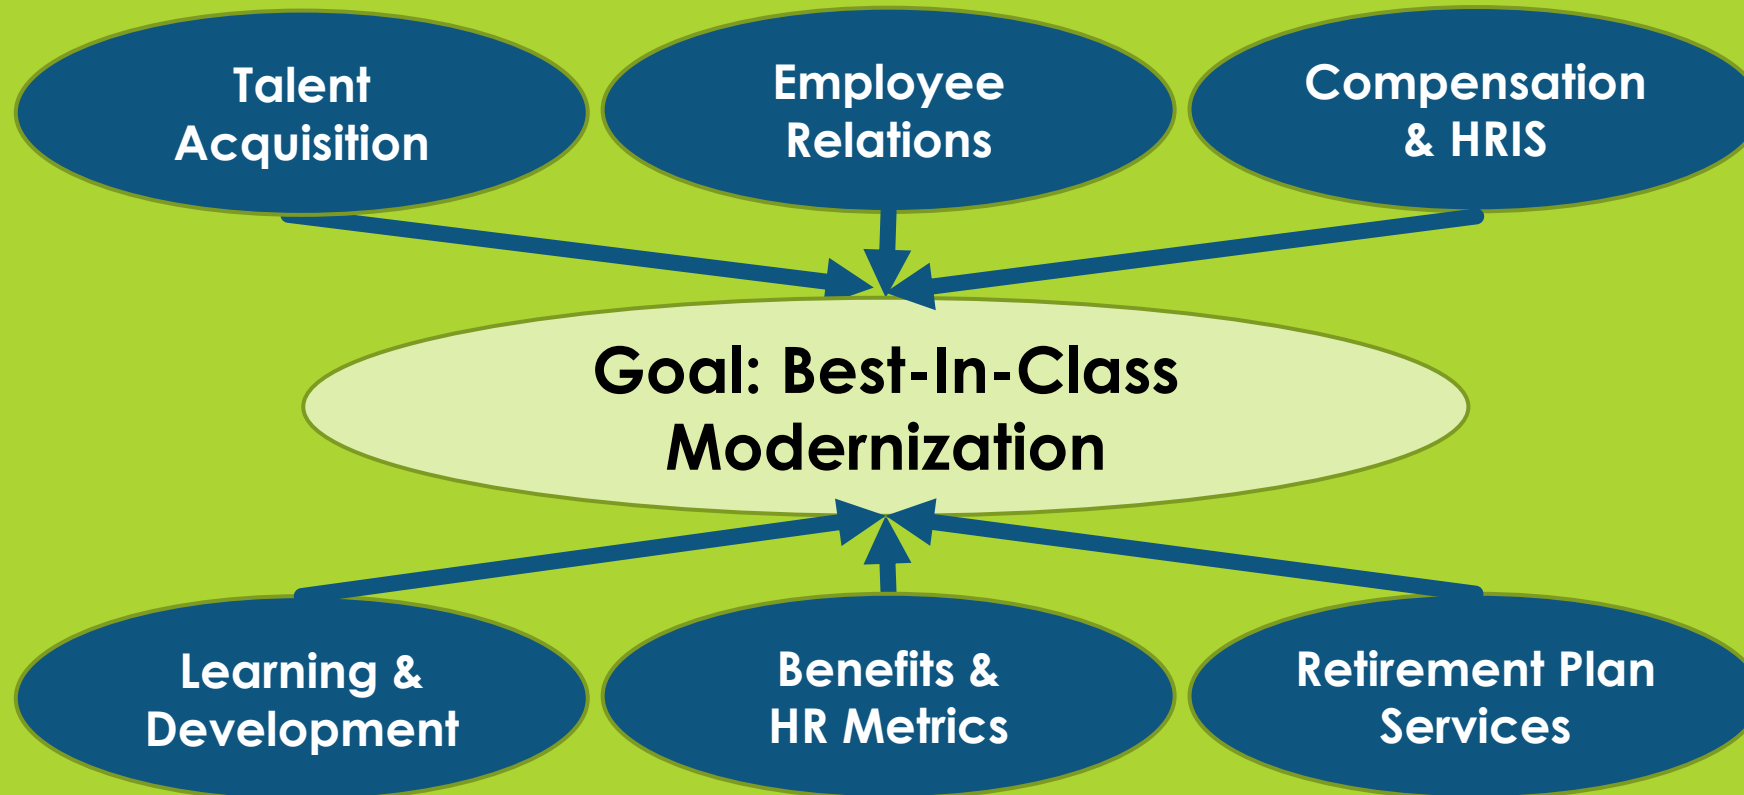 Talent
Acquisition
Employee
Relations
Compensation
& HRIS
Goal: Best-In-Class
Modernization
Learning &
Development
Benefits &
HR Metrics
Retirement Plan
Services